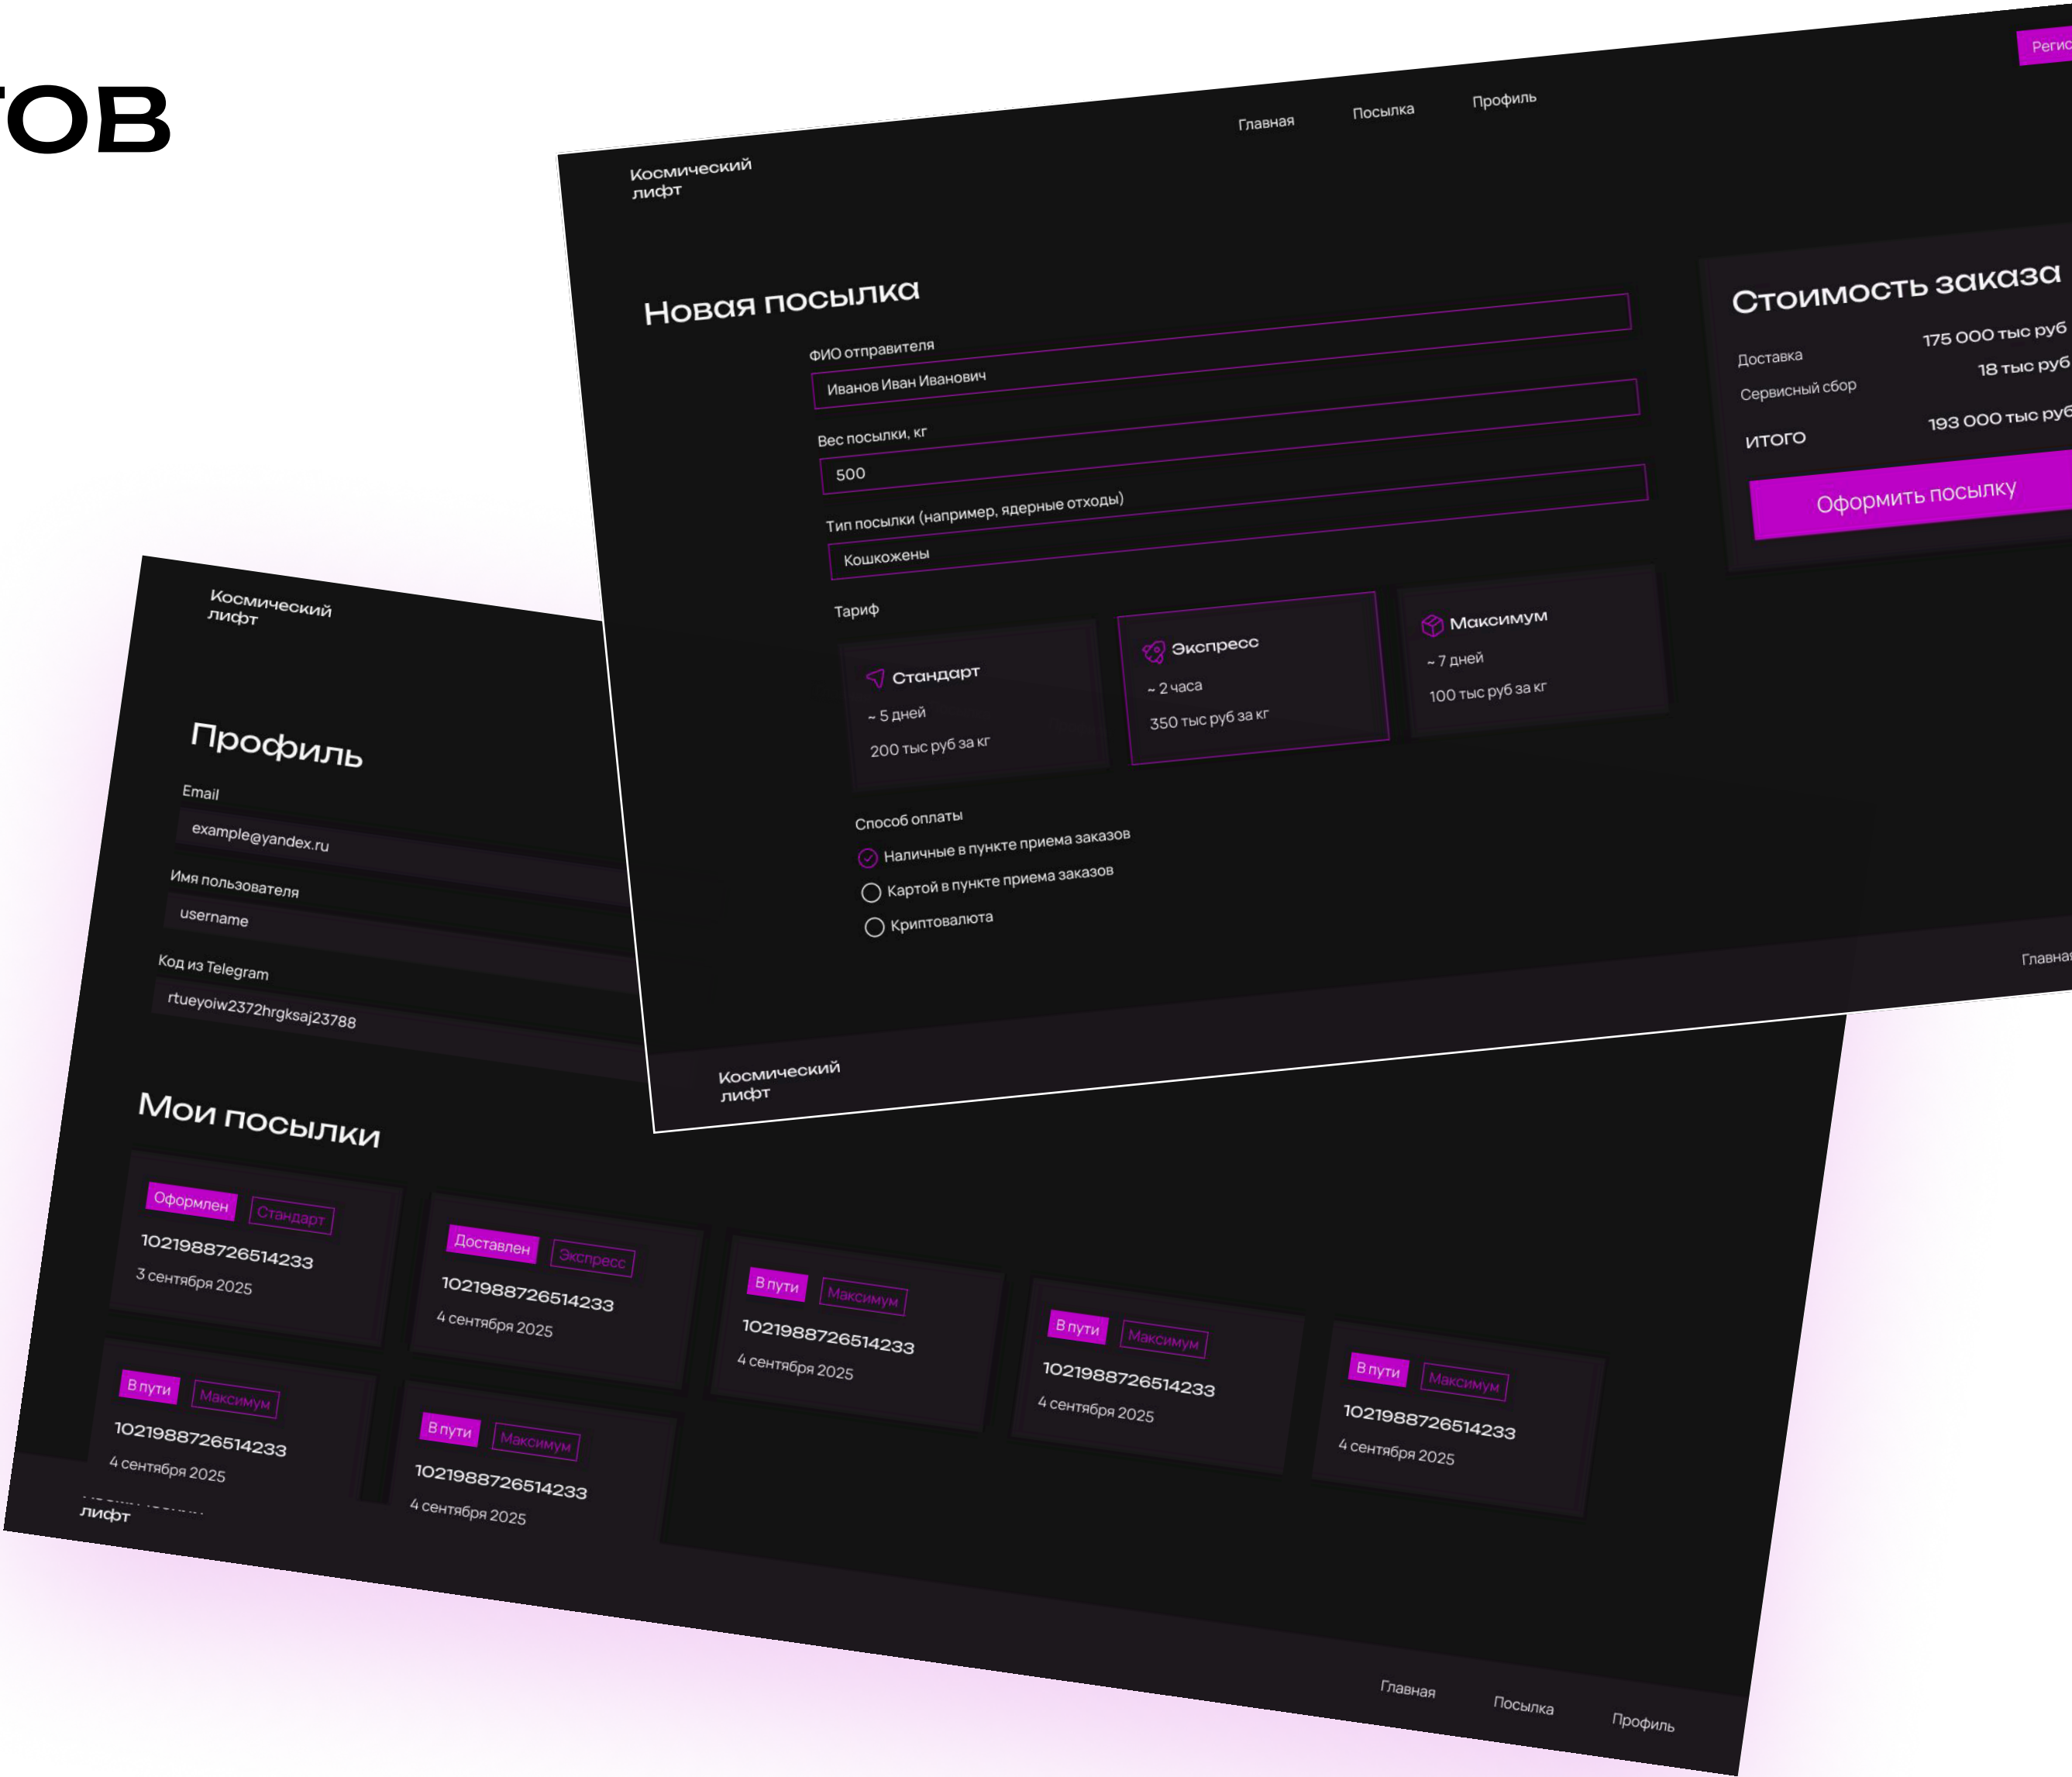 ТОВ
Космический
лифт
Главная
Посылка
Профиль
Новая посылка
ФИО отправителя
Иванов Иван Иванович
Вес посылки, кг
500
Тип посылки (например, ядерные отходы)
Кошкожены
Тариф
Стандарт
~ 5 дней
200 тыс руб за кг
Экспресс
~ 2 часа
350 тыс руб за кг
Максимум
~ 7 дней
100 тыс руб за кг
Способ оплаты
Наличные в пункте приема заказов
Картой в пункте приема заказов
Криптовалюта
Стоимость заказа
Доставка 175 000 тыс руб
Сервисный сбор 18 тыс руб
ИТОГО 193 000 тыс руб
Оформить посылку
Космический
лифт
Главная
Космический
лифт
Профиль
Email
example@yandex.ru
Имя пользователя
username
Код из Telegram
rtueyoiw2372hrgksaj23788
Мои посылки
Оформлен Стандарт
1021988726514233
3 сентября 2025
Доставлен Экспресс
1021988726514233
4 сентября 2025
В пути Максимум
1021988726514233
4 сентября 2025
В пути Максимум
1021988726514233
4 сентября 2025
В пути Максимум
1021988726514233
4 сентября 2025
В пути Максимум
1021988726514233
4 сентября 2025
В пути Максимум
1021988726514233
4 сентября 2025
лифт
Главная
Посылка
Профиль